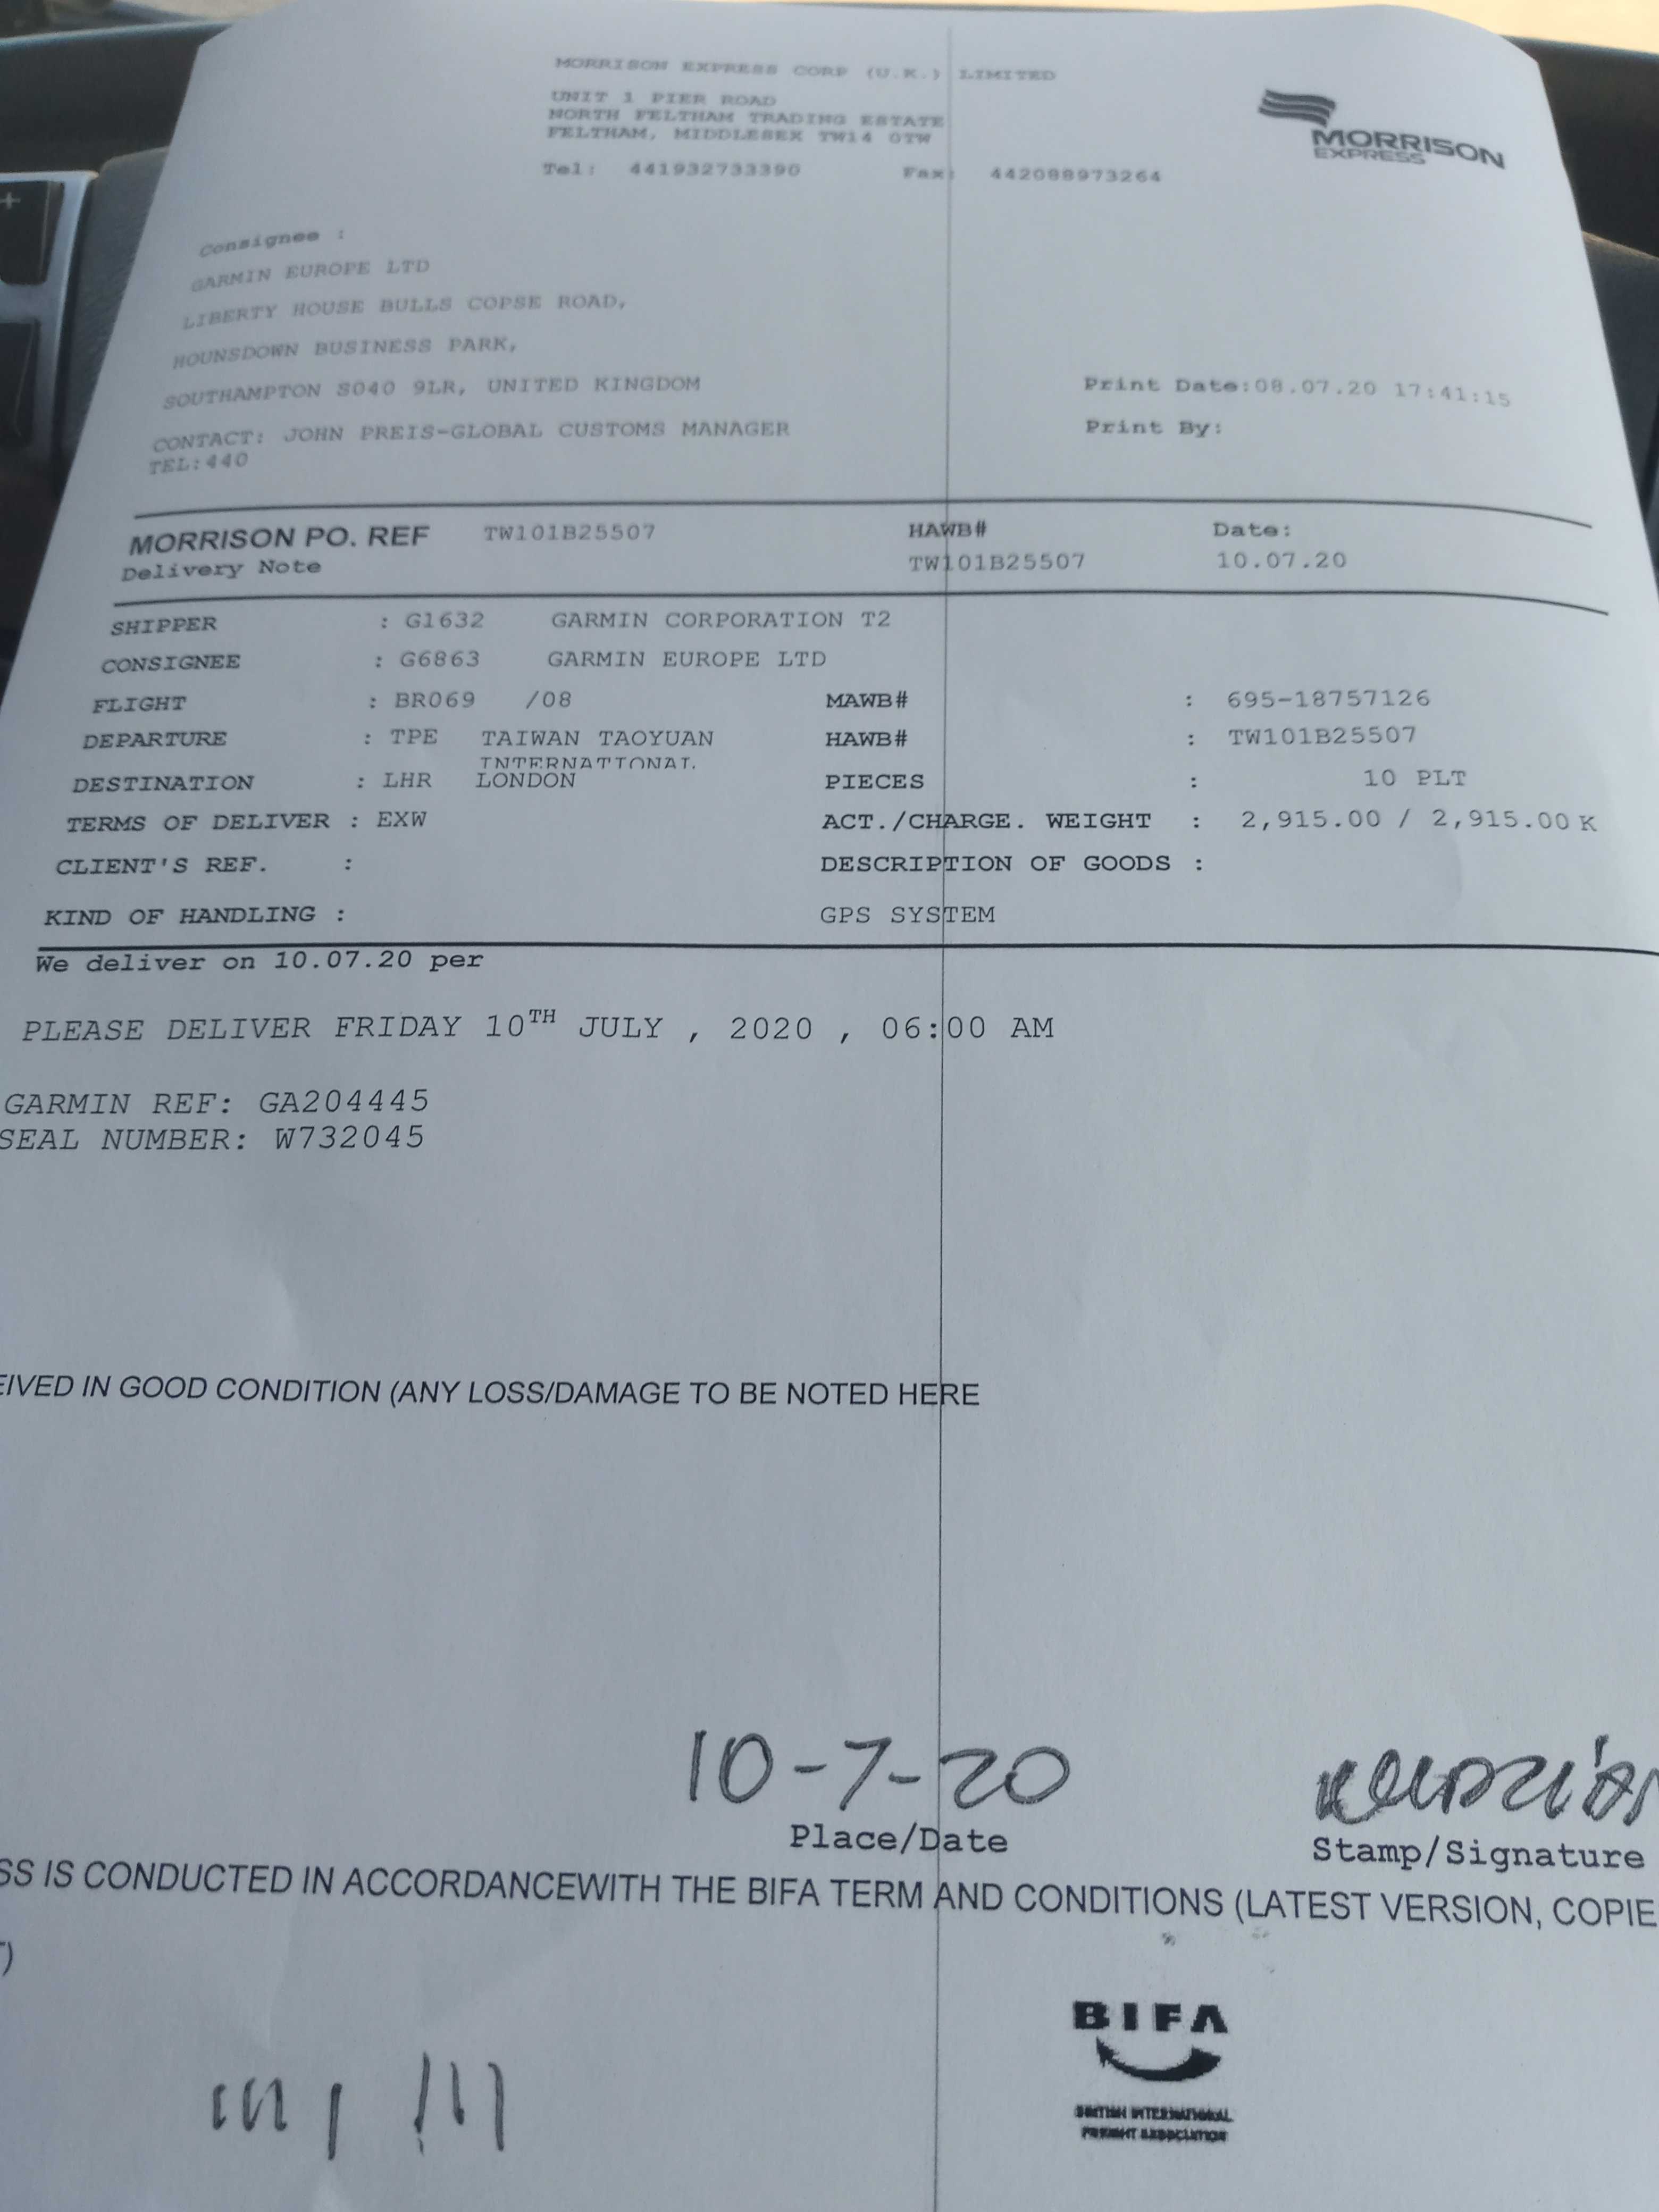 MORRISON EXPRESS CORP (U.K.) LIMITED
UNIT 1 PIER ROAD
NORTH FELTHAM TRADING ESTATE
FELTHAM, MIDDLESEX TW14 0TW
Tel: 441932733390 Fax: 442088973264
MORRISON
EXPRESS
Consignee :
GARMIN EUROPE LTD
LIBERTY HOUSE BULLS COPSE ROAD,
HOUNSDOWN BUSINESS PARK,
SOUTHAMPTON SO40 9LR, UNITED KINGDOM
Print Date:08.07.20 17:41:15
CONTACT: JOHN PREIS-GLOBAL CUSTOMS MANAGER
Print By:
TEL:440
MORRISON PO. REF TW101B25507 HAWB# Date:
Delivery Note TW101B25507 10.07.20
SHIPPER : G1632 GARMIN CORPORATION T2
CONSIGNEE : G6863 GARMIN EUROPE LTD
FLIGHT : BR069 /08 MAWB# : 695-18757126
DEPARTURE : TPE TAIWAN TAOYUAN HAWB# : TW101B25507
INTERNATIONAL
DESTINATION : LHR LONDON PIECES : 10 PLT
TERMS OF DELIVER : EXW ACT./CHARGE. WEIGHT : 2,915.00 / 2,915.00 K
CLIENT'S REF. : DESCRIPTION OF GOODS :
KIND OF HANDLING : GPS SYSTEM
We deliver on 10.07.20 per
PLEASE DELIVER FRIDAY 10TH JULY , 2020 , 06:00 AM
GARMIN REF: GA204445
SEAL NUMBER: W732045
EIVED IN GOOD CONDITION (ANY LOSS/DAMAGE TO BE NOTED HERE
10-7-20
Place/Date Stamp/Signature
SS IS CONDUCTED IN ACCORDANCEWITH THE BIFA TERM AND CONDITIONS (LATEST VERSION, COPIE
)
BIFA
BRITISH INTERNATIONAL
FREIGHT ASSOCIATION